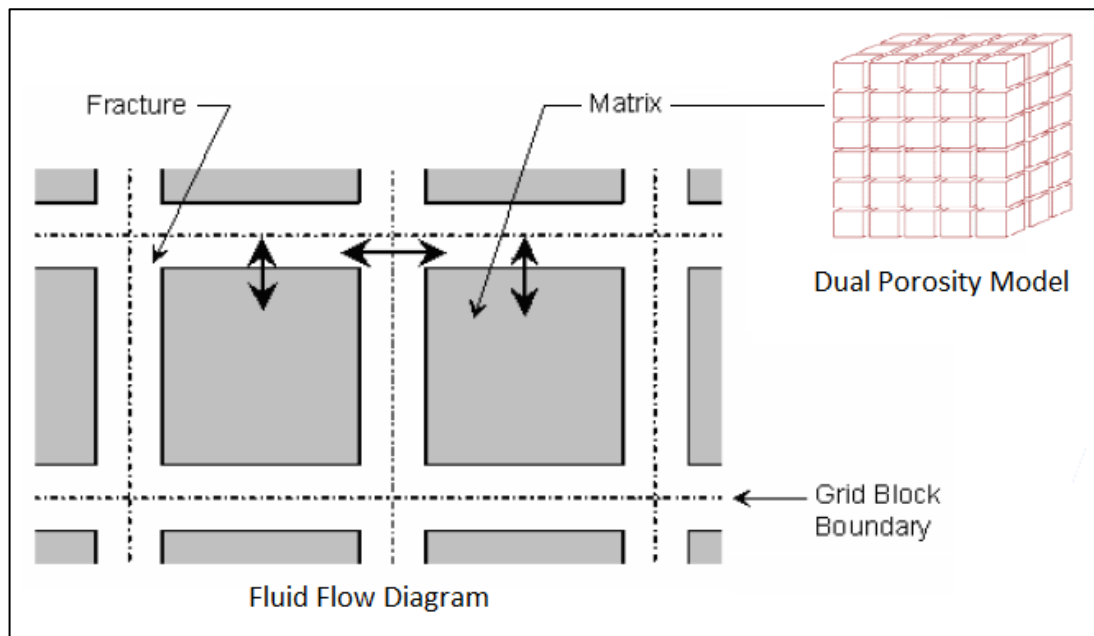 Fracture
Matrix
Dual Porosity Model
Grid Block
Boundary
Fluid Flow Diagram